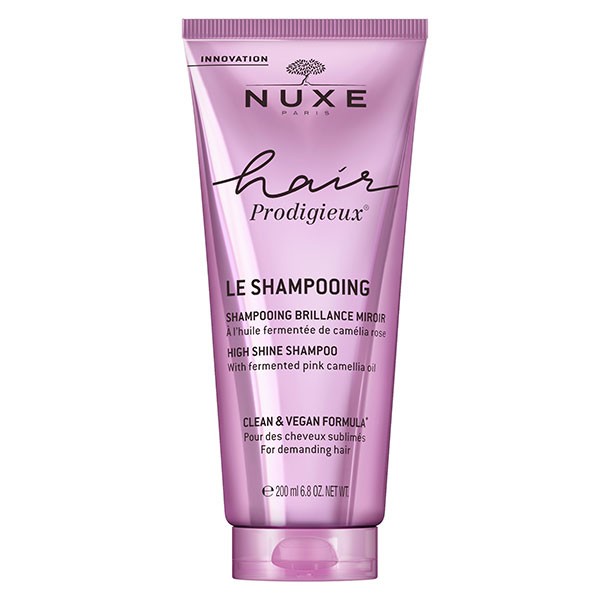 INNOVATION
NUXE
PARIS
hair
Prodigieux®
LE SHAMPOOING
SHAMPOOING BRILLANCE MIROIR
À l'huile fermentée de camélia rose
HIGH SHINE SHAMPOO
With fermented pink camellia oil
CLEAN & VEGAN FORMULA*
Pour des cheveux sublimés
For demanding hair
℮ 200 ml 6.8 OZ. NET WT.